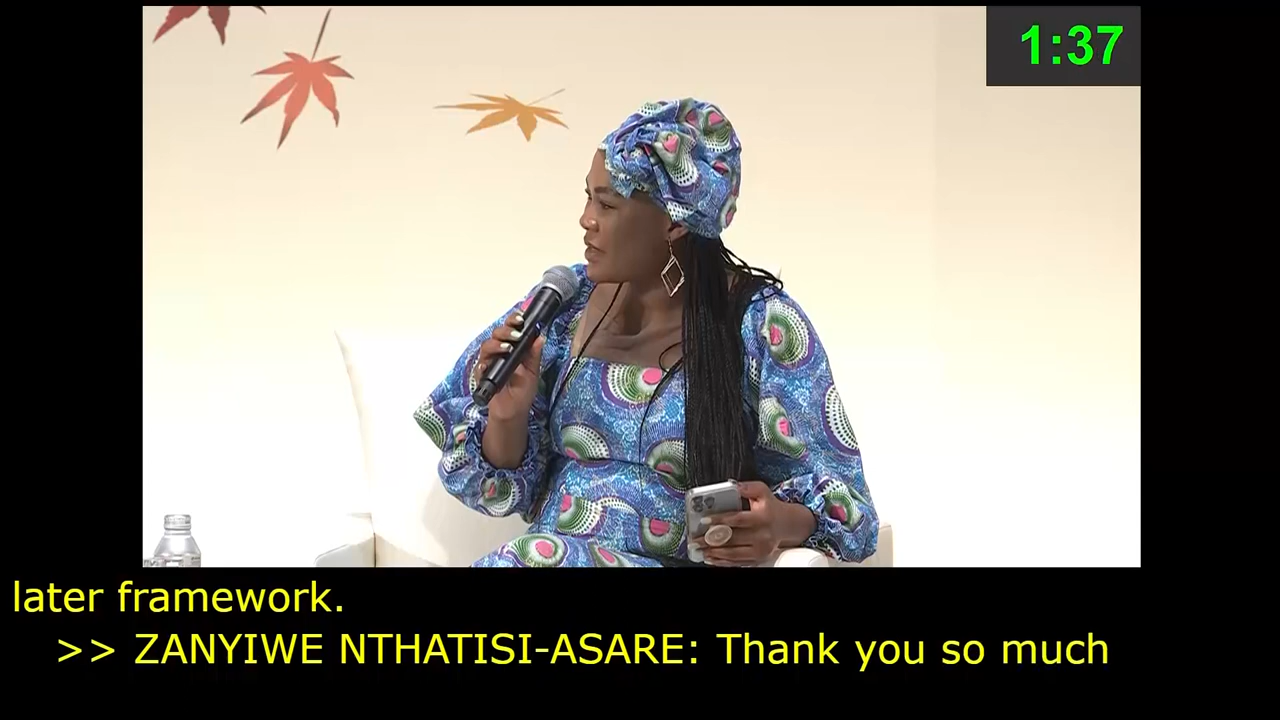 1:37
later framework.
>> ZANYIWE NTHATISI-ASARE: Thank you so much